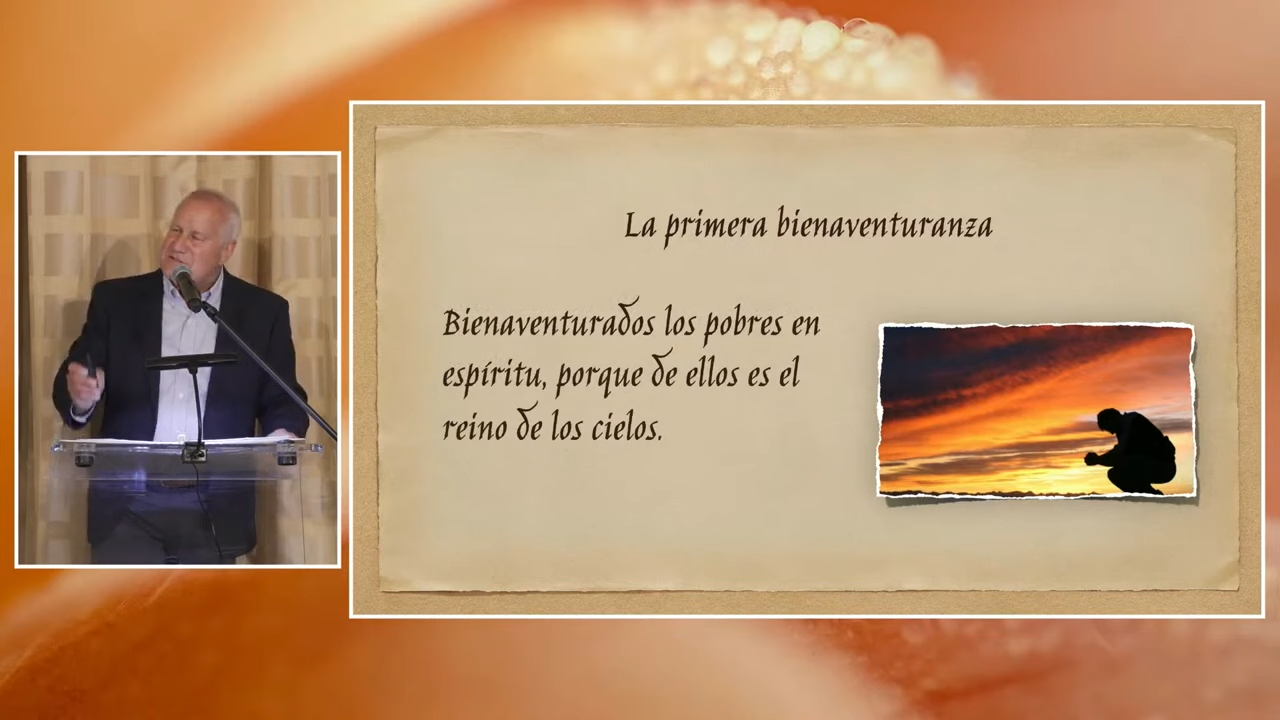 La primera bienaventuranza
Bienaventurados los pobres en
espíritu, porque de ellos es el
reino de los cielos.